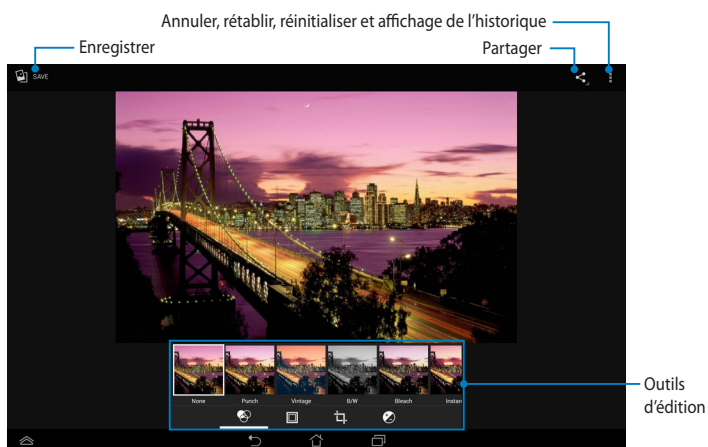 Annuler, rétablir, réinitialiser et affichage de l’historique
Enregistrer
Partager
SAVE
None
Punch
Vintage
B/W
Bleach
Instan
Outils
d’édition